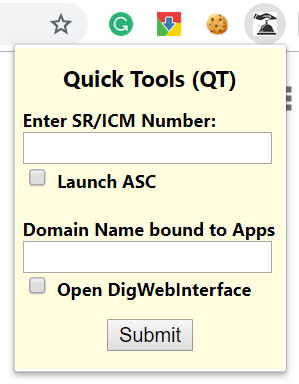 Quick Tools (QT)
Enter SR/ICM Number:
Launch ASC
Domain Name bound to Apps
Open DigWebInterface
Submit